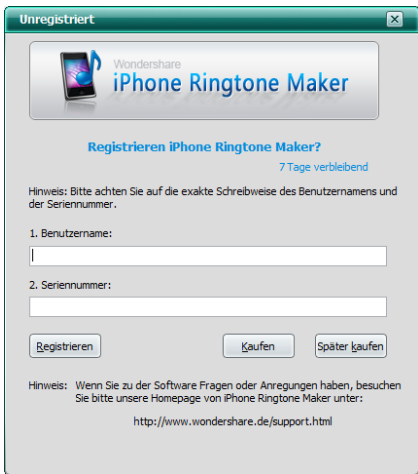 Unregistriert
Wondershare
iPhone Ringtone Maker
Registrieren iPhone Ringtone Maker?
7 Tage verbleibend
Hinweis: Bitte achten Sie auf die exakte Schreibweise des Benutzernamens und
der Seriennummer.
1. Benutzername:
2. Seriennummer:
Registrieren Kaufen Später kaufen
Hinweis: Wenn Sie zu der Software Fragen oder Anregungen haben, besuchen
Sie bitte unsere Homepage von iPhone Ringtone Maker unter:
http://www.wondershare.de/support.html